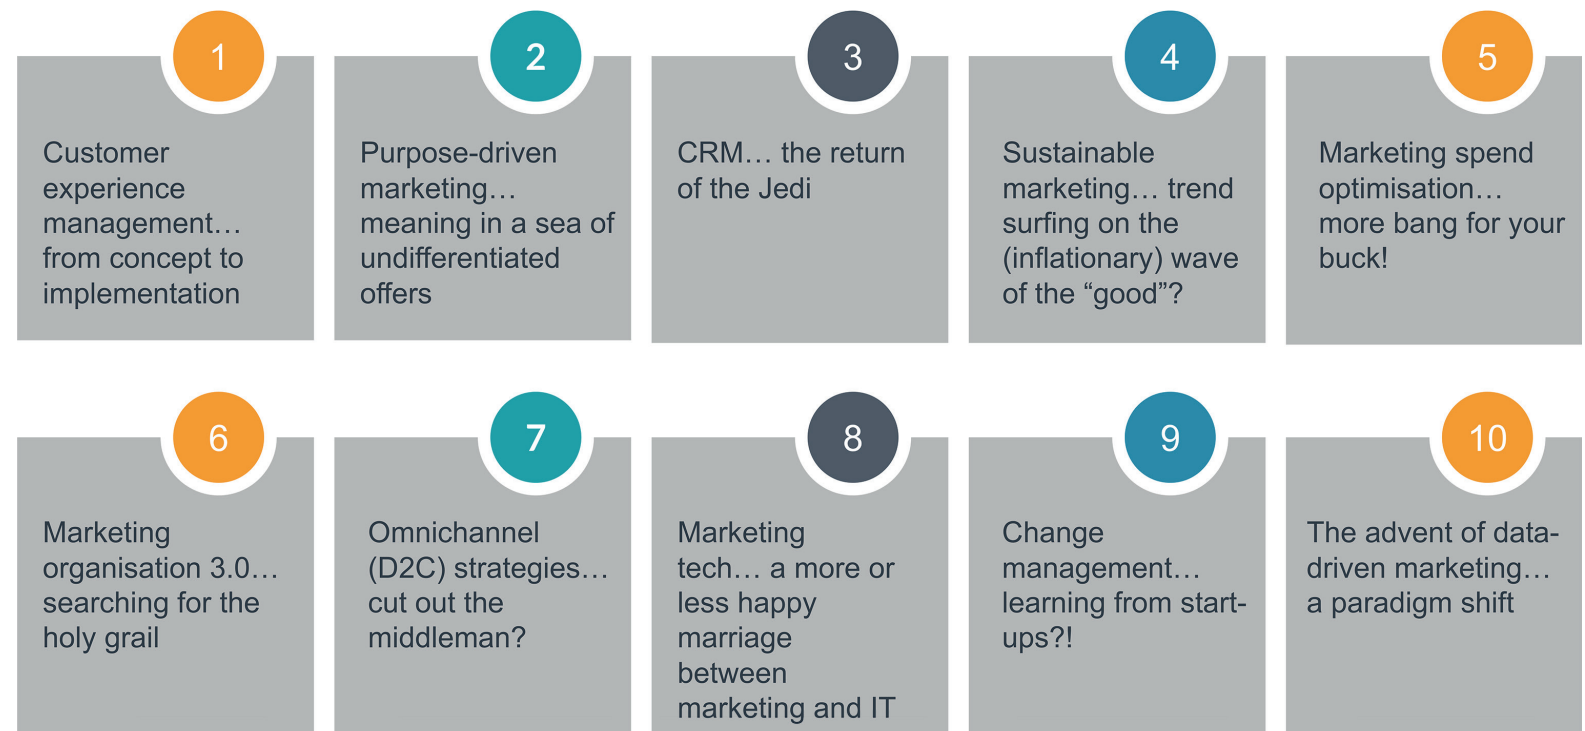 1
Customer
experience
management…
from concept to
implementation
2
Purpose-driven
marketing…
meaning in a sea of
undifferentiated
offers
3
CRM… the return
of the Jedi
4
Sustainable
marketing… trend
surfing on the
(inflationary) wave
of the “good”?
5
Marketing spend
optimisation…
more bang for your
buck!
6
Marketing
organisation 3.0…
searching for the
holy grail
7
Omnichannel
(D2C) strategies…
cut out the
middleman?
8
Marketing
tech… a more or
less happy
marriage
between
marketing and IT
9
Change
management…
learning from start-
ups?!
10
The advent of data-
driven marketing…
a paradigm shift